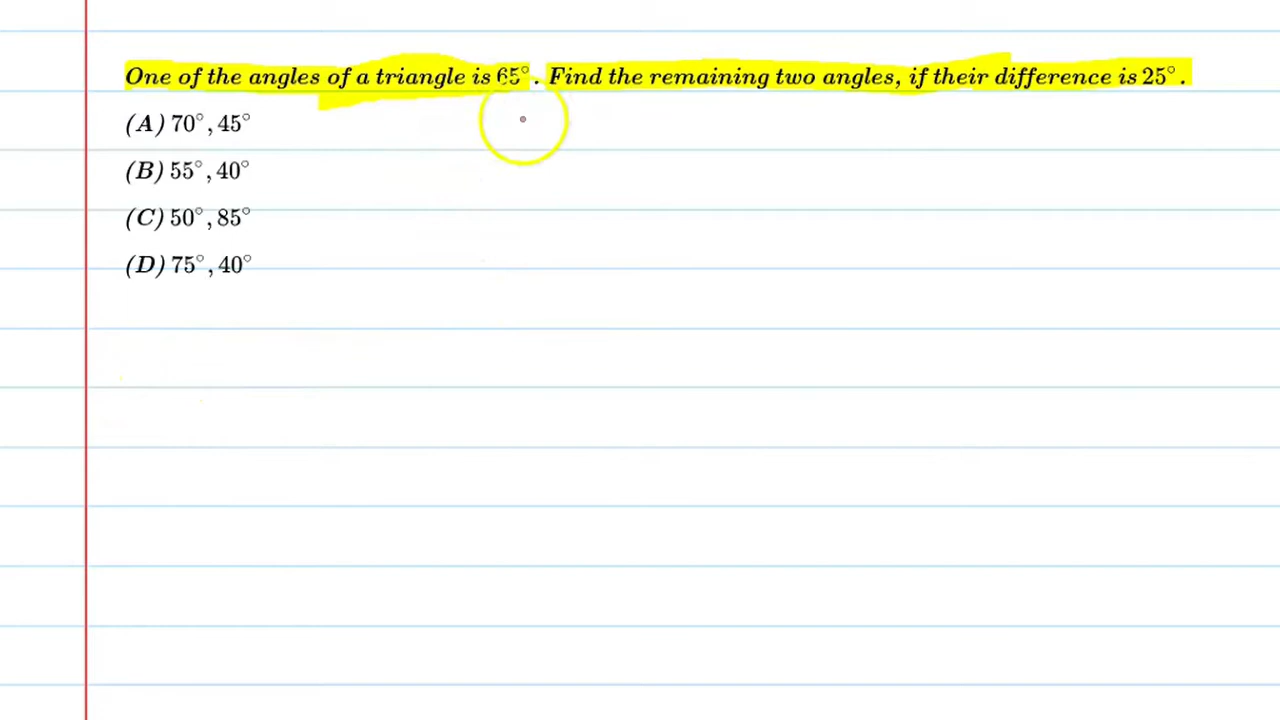 One of the angles of a triangle is 65°. Find the remaining two angles, if their difference is 25°.
(A) 70°, 45°
(B) 55°, 40°
(C) 50°, 85°
(D) 75°, 40°